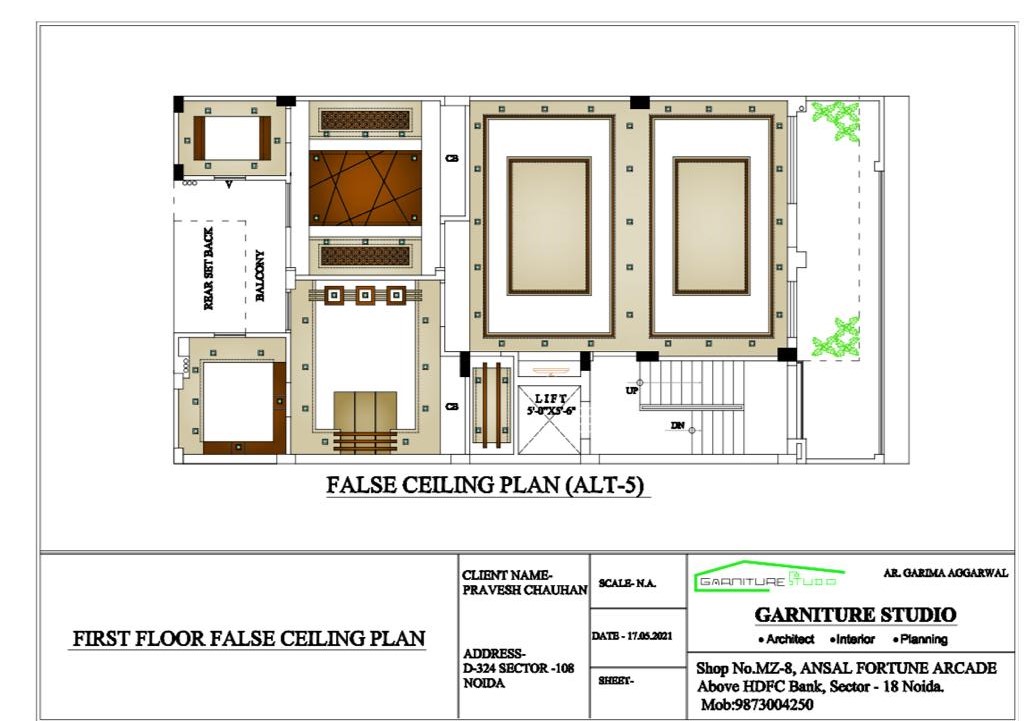 CB
V
REAR SET BACK
BALCONY
UP
LIFT
5'-0"X5'-6"
CB
DN
FALSE CEILING PLAN (ALT-5)
FIRST FLOOR FALSE CEILING PLAN
CLIENT NAME-
PRAVESH CHAUHAN
ADDRESS-
D-324 SECTOR -108
NOIDA
SCALE- N.A.
DATE - 17.05.2021
SHEET-
GARNITURE STUDIO
AR. GARIMA AGGARWAL
GARNITURE STUDIO
• Architect •Interior •Planning
Shop No.MZ-8, ANSAL FORTUNE ARCADE
Above HDFC Bank, Sector - 18 Noida.
Mob:9873004250